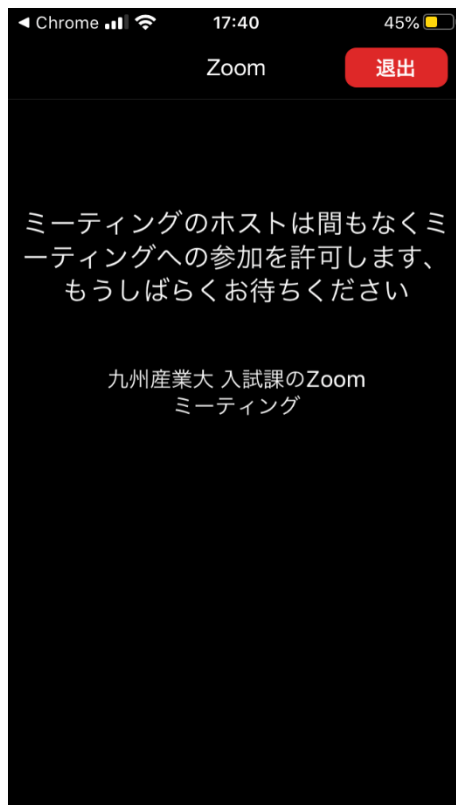 ◀ Chrome 17:40 45%
Zoom 退出
ミーティングのホストは間もなくミ
ーティングへの参加を許可します、
もうしばらくお待ちください
九州産業大 入試課のZoom
ミーティング